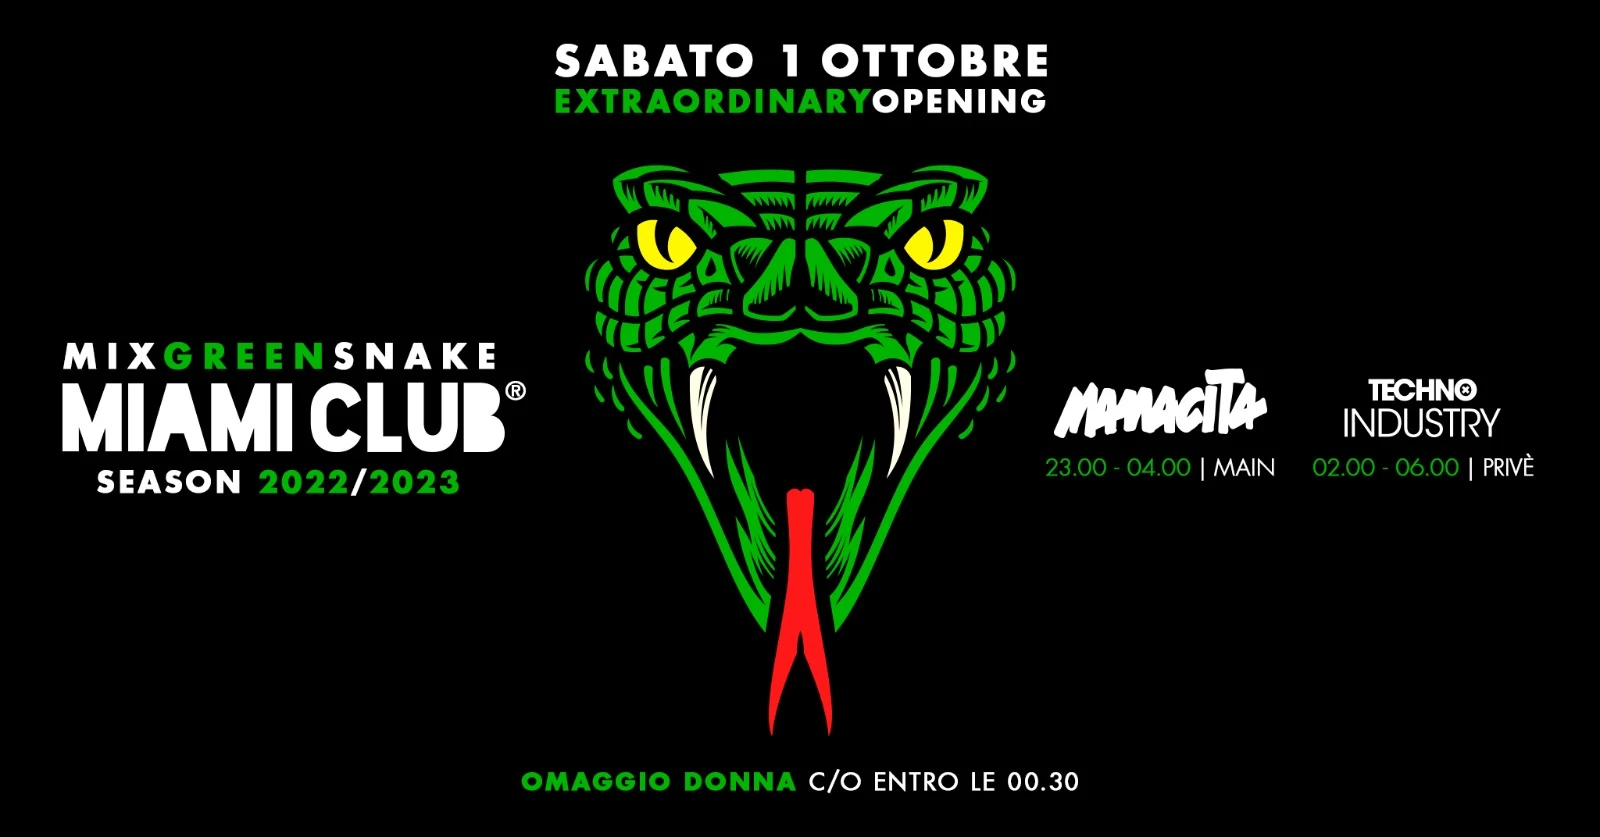 SABATO 1 OTTOBRE
EXTRAORDINARYOPENING
MIXGREENSNAKE
MIAMI CLUB®
SEASON 2022/2023
MAMACITA
23.00 - 04.00 | MAIN
TECHNO
INDUSTRY
02.00 - 06.00 | PRIVÈ
OMAGGIO DONNA C/O ENTRO LE 00.30